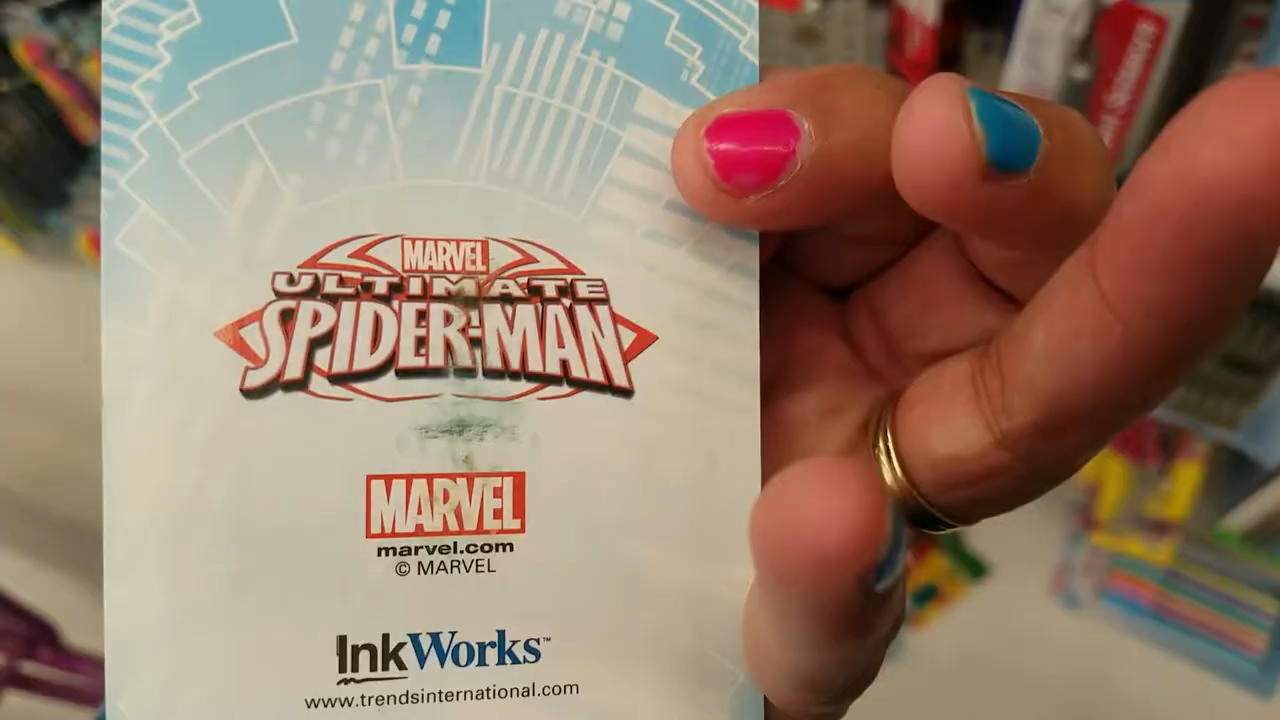 MARVEL
ULTIMATE
SPIDER-MAN
MARVEL
marvel.com
© MARVEL
InkWorks™
www.trendsinternational.com